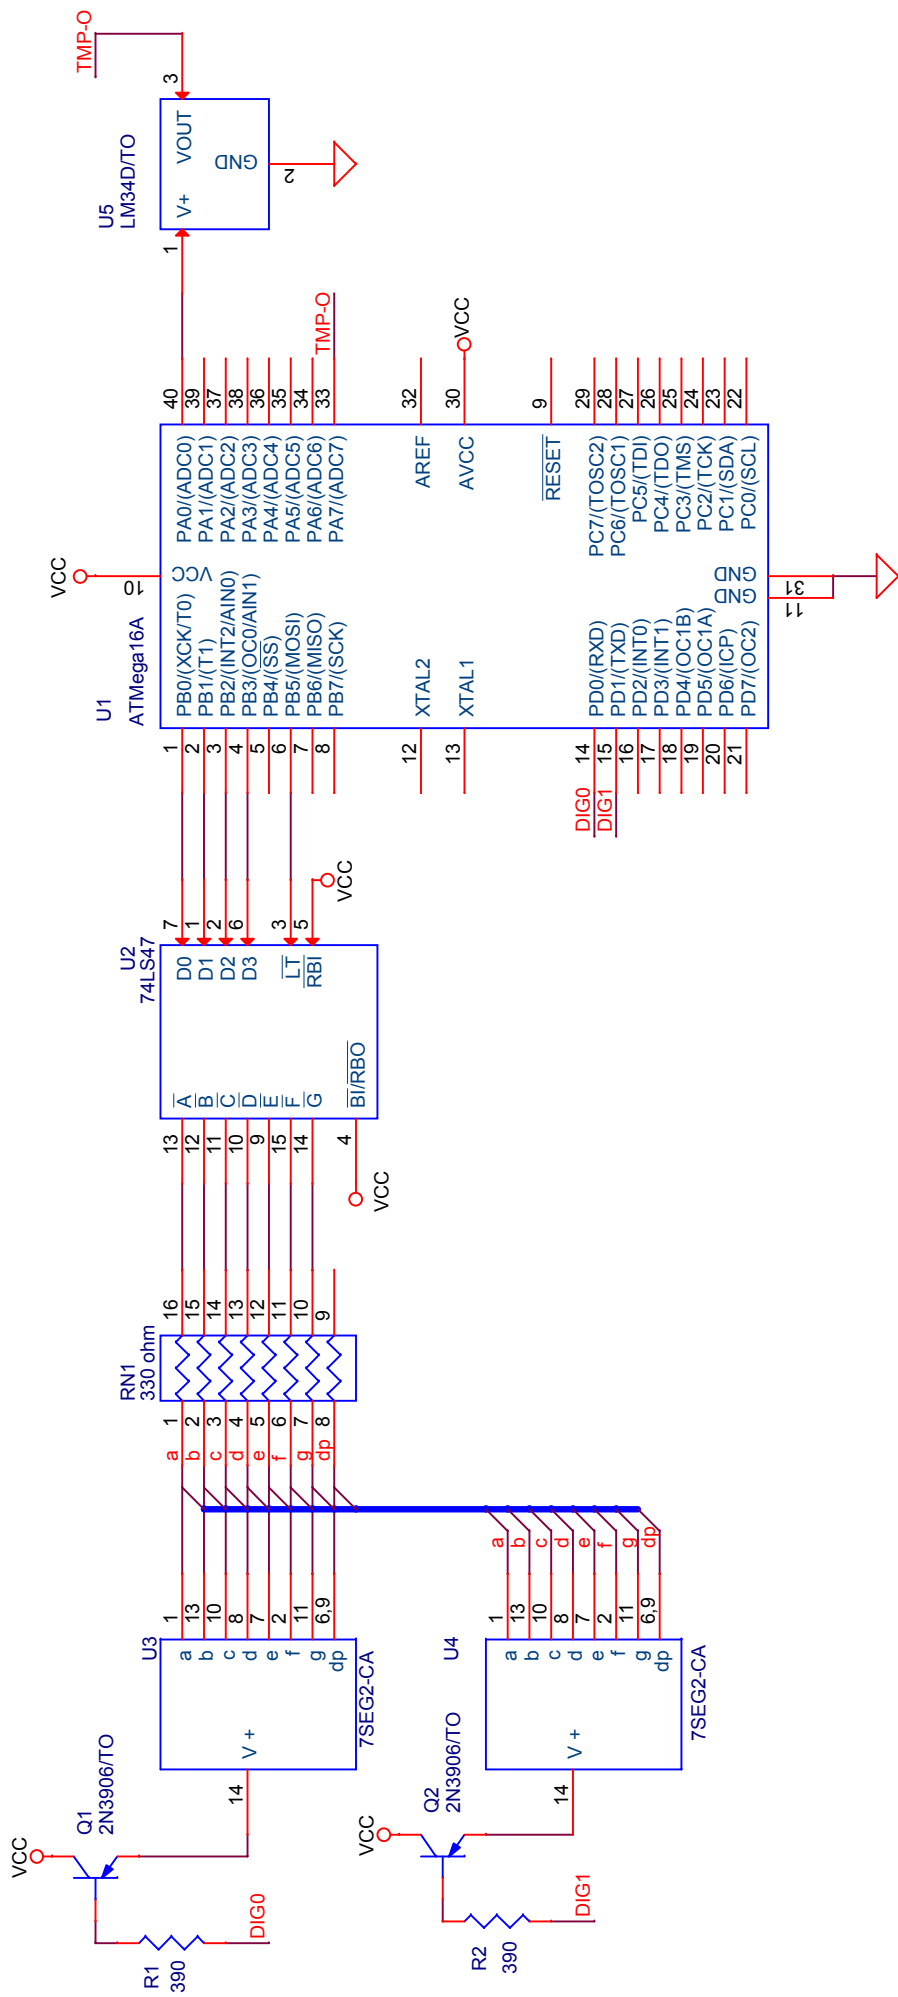 TMP-O
3
VOUT
GND
2
V+
U5
LM34D/TO
1
VCC
10
VCC
U1
ATMega16A
40
39
37
38
36
35
34
33
TMP-O
32
30
VCC
9
29
28
27
26
25
24
23
22
PA0/(ADC0)
PA1/(ADC1)
PA2/(ADC2)
PA3/(ADC3)
PA4/(ADC4)
PA5/(ADC5)
PA6/(ADC6)
PA7/(ADC7)
AREF
AVCC
RESET
PC7/(TOSC2)
PC6/(TOSC1)
PC5/(TDI)
PC4/(TDO)
PC3/(TMS)
PC2/(TCK)
PC1/(SDA)
PC0/(SCL)
GND
GND
31
11
PB0/(XCK/T0)
PB1/(T1)
PB2/(INT2/AIN0)
PB3/(OC0/AIN1)
PB4/(SS)
PB5/(MOSI)
PB6/(MISO)
PB7/(SCK)
XTAL2
XTAL1
PD0/(RXD)
PD1/(TXD)
PD2/(INT0)
PD3/(INT1)
PD4/(OC1B)
PD5/(OC1A)
PD6/(ICP)
PD7/(OC2)
1
2
3
4
5
6
7
8
12
13
14
15
16
17
18
19
20
21
DIG0
DIG1
U2
74LS47
7
1
2
6
3
5
VCC
D0
D1
D2
D3
LT
RBI
A
B
C
D
E
F
G
BI/RBO
13
12
11
10
9
15
14
4
VCC
RN1
330 ohm
16
15
14
13
12
11
10
9
1
2
3
4
5
6
7
8
a
b
c
d
e
f
g
dp
U3
7SEG2-CA
1
13
10
8
7
2
11
6,9
a
b
c
d
e
f
g
dp
V +
14
a
b
c
d
e
f
g
dp
U4
7SEG2-CA
1
13
10
8
7
2
11
6,9
a
b
c
d
e
f
g
dp
V +
14
Q1
2N3906/TO
VCC
R1
390
DIG0
Q2
2N3906/TO
VCC
R2
390
DIG1